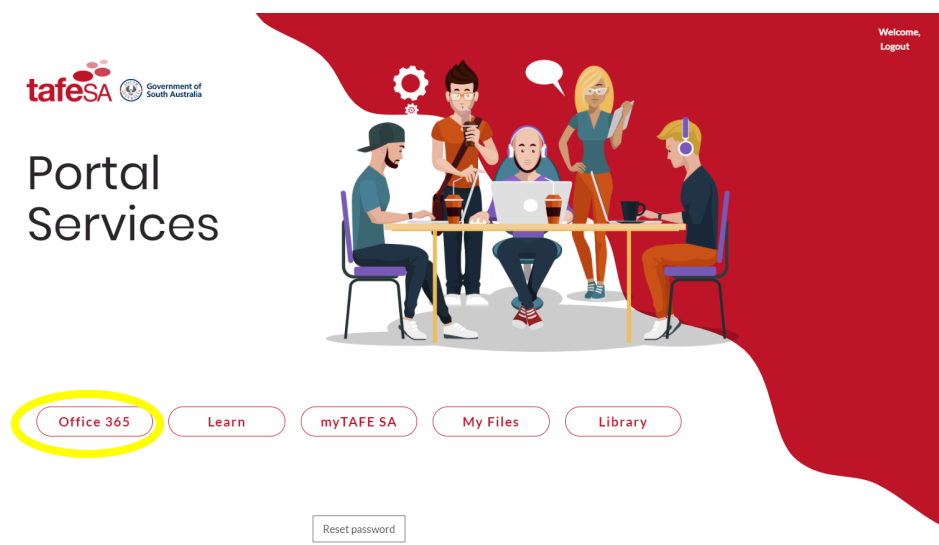 Welcome,
Logout
tafeSA
Government of
South Australia
Portal
Services
Office 365
Learn
myTAFE SA
My Files
Library
Reset password